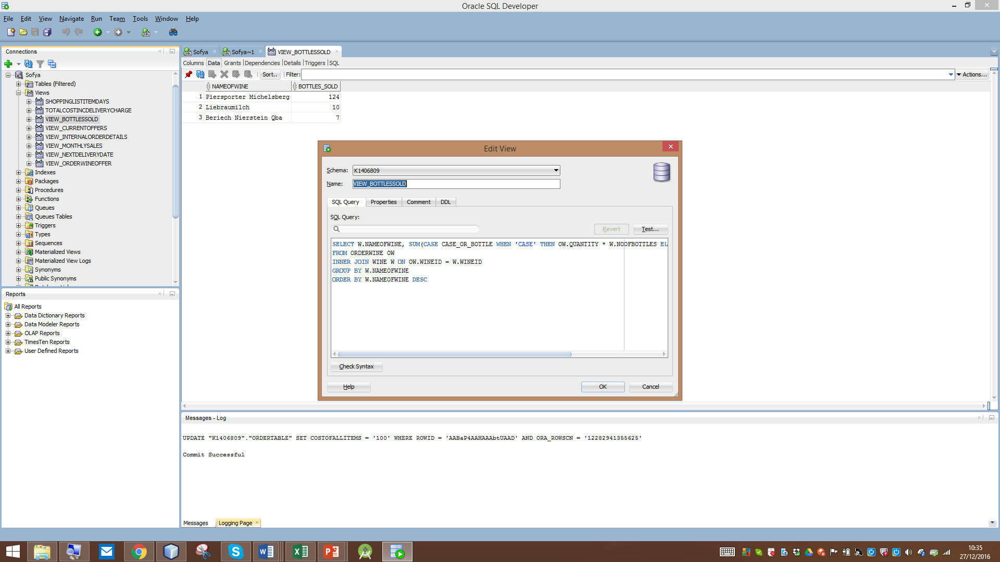 Oracle SQL Developer
File Edit View Navigate Run Team Tools Window Help
Connections
Sofya
Tables (Filtered)
Views
SHOPPINGLISTITEMDAYS
TOTALCOSTINCDELIVERYCHARGE
VIEW_BOTTLESSOLD
VIEW_CURRENTOFFERS
VIEW_INTERNALORDERDETAILS
VIEW_MONTHLYSALES
VIEW_NEXTDELIVERYDATE
VIEW_ORDERWINEOFFER
Indexes
Packages
Procedures
Functions
Queues
Queues Tables
Triggers
Types
Sequences
Materialized Views
Materialized View Logs
Synonyms
Public Synonyms
Reports
All Reports
Data Dictionary Reports
Data Modeler Reports
OLAP Reports
TimesTen Reports
User Defined Reports
Sofya Sofya~1 VIEW_BOTTLESSOLD
Columns Data Grants Dependencies Details Triggers SQL
Sort.. Filter: Actions...
NAMEOFWINE BOTTLES_SOLD
1 Piersporter Michelsberg 124
2 Liebraumilch 10
3 Beriech Nierstein Qba 7
Edit View
Schema: K1406809
Name: VIEW_BOTTLESSOLD
SQL Query Properties Comment DDL
SQL Query:
Revert Test...
SELECT W.NAMEOFWINE, SUM(CASE CASE_OR_BOTTLE WHEN 'CASE' THEN OW.QUANTITY * W.NOOFBOTTLES EL
FROM ORDERWINE OW
INNER JOIN WINE W ON OW.WINEID = W.WINEID
GROUP BY W.NAMEOFWINE
ORDER BY W.NAMEOFWINE DESC
Check Syntax
Help OK Cancel
Messages - Log
UPDATE "K1406809"."ORDERTABLE" SET COSTOFALLITEMS = '100' WHERE ROWID = 'AABaP4AAHAAAbtUAAD' AND ORA_ROWSCN = '12282941355625'
Commit Successful
Messages Logging Page
10:35
27/12/2016